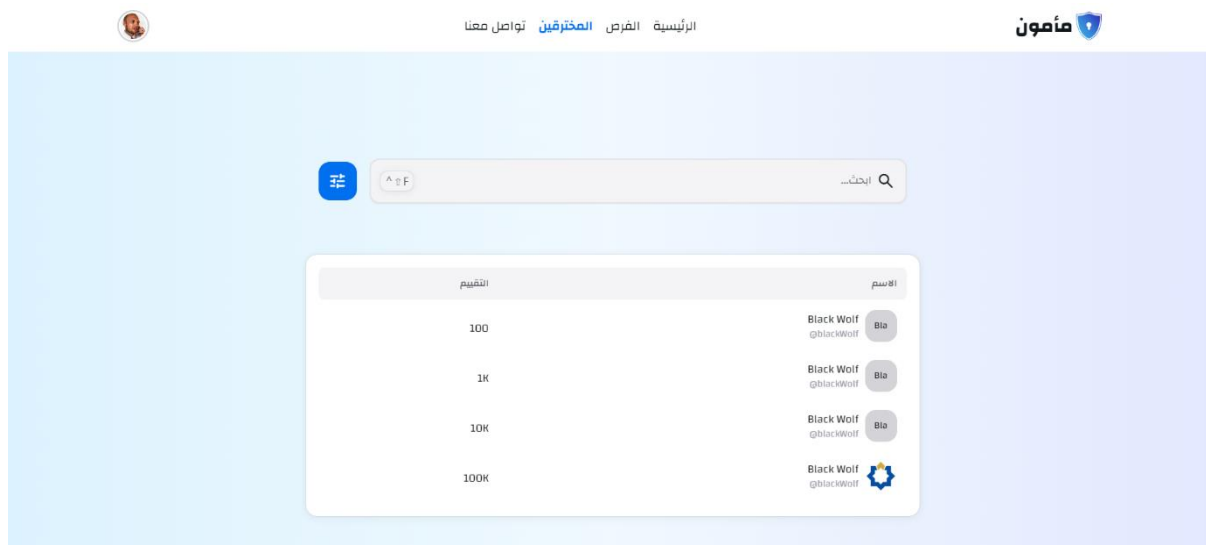 مأمون
الرئيسية الفرص المخترقين تواصل معنا
ابحث... ^⇧F
الاسم التقييم
Bla Black Wolf 100
@blackWolf
Bla Black Wolf 1K
@blackWolf
Bla Black Wolf 10K
@blackWolf
Black Wolf 100K
@blackWolf